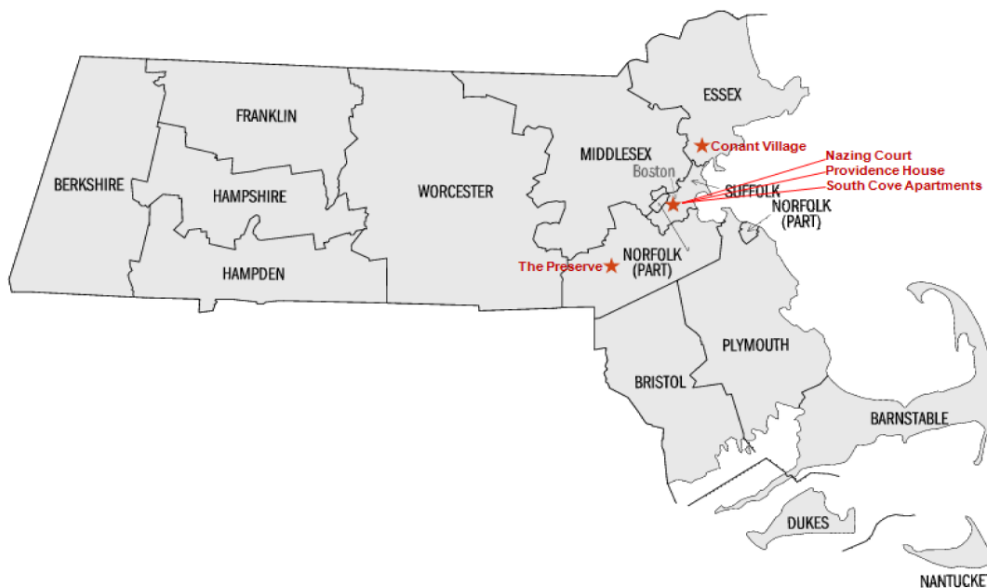 ESSEX
FRANKLIN
Conant Village
MIDDLESEX
Nazing Court
Boston
Providence House
BERKSHIRE
WORCESTER
SUFFOLK
South Cove Apartments
HAMPSHIRE
NORFOLK
(PART)
NORFOLK
(PART)
The Preserve
HAMPDEN
PLYMOUTH
BRISTOL
BARNSTABLE
DUKES
NANTUCKET